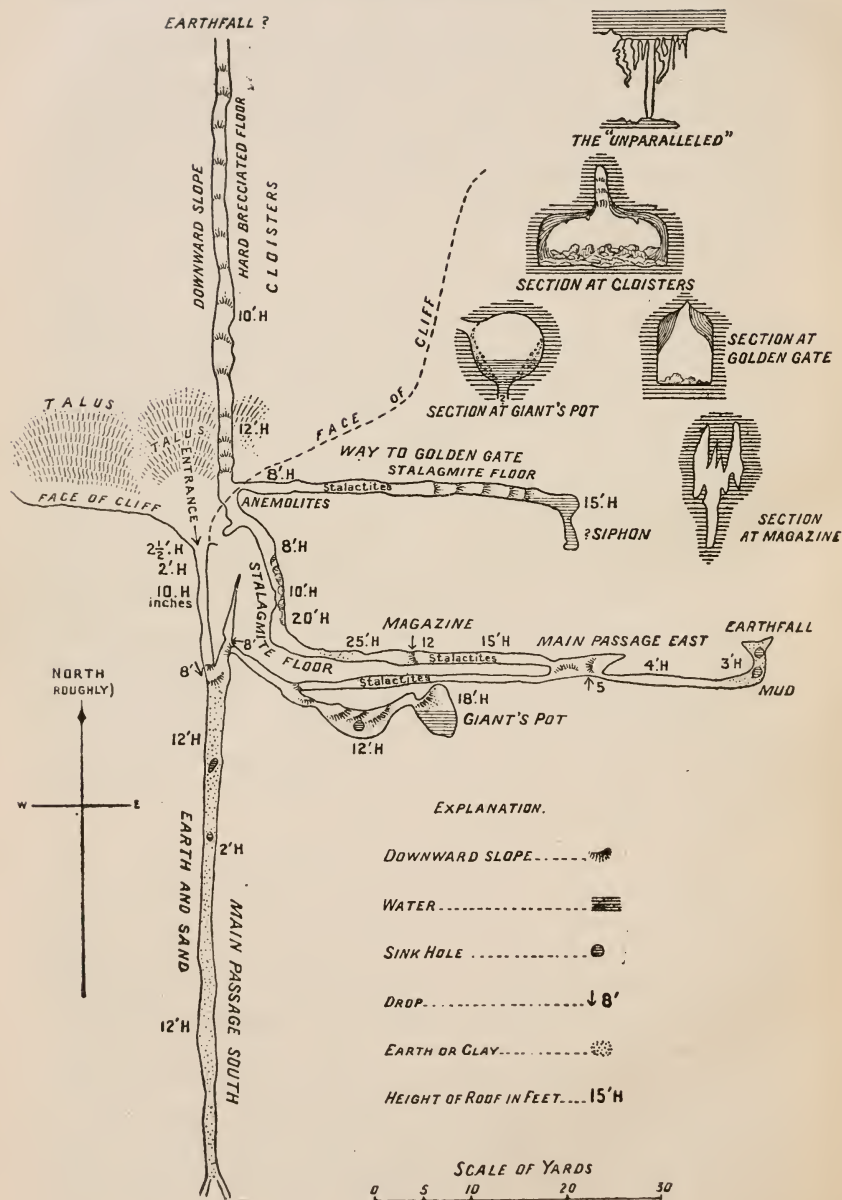 EARTHFALL ?
THE "UNPARALLELED"
DOWNWARD SLOPE
HARD BRECCIATED FLOOR
CLOISTERS
SECTION AT CLOISTERS
10'.H
FACE OF CLIFF
SECTION AT
GOLDEN GATE
SECTION AT GIANT'S POT
TALUS
TALUS
ENTRANCE
12'.H
WAY TO GOLDEN GATE
STALAGMITE FLOOR
8'.H
Stalactites
15'.H
FACE OF CLIFF
ANEMOLITES
? SIPHON
SECTION
AT MAGAZINE
2½'.H
2'.H
10.H
inches
8'.H
10'.H
20'H
STALAGMITE FLOOR
MAGAZINE
25'.H
12
15'H
Stalactites
MAIN PASSAGE EAST
EARTHFALL
4'.H
3'H
MUD
5
8'
8'
Stalactites
18'.H
GIANT'S POT
12'.H
NORTH
ROUGHLY)
W
E
12'H
2'H
EARTH AND SAND
MAIN PASSAGE SOUTH
12'H
EXPLANATION.
DOWNWARD SLOPE
WATER
SINK HOLE
DROP 8'
EARTH OR CLAY
HEIGHT OF ROOF IN FEET 15'H
SCALE OF YARDS
0 5 10 20 30